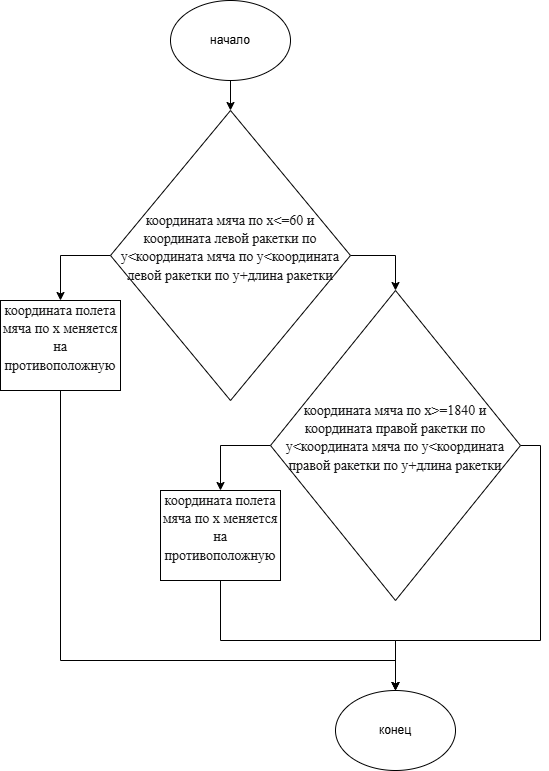 начало
координата мяча по x<=60 и
координата левой ракетки по
y<координата мяча по y<координата
левой ракетки по y+длина ракетки
координата полета
мяча по x меняется
на
противоположную
координата мяча по x>=1840 и
координата правой ракетки по
y<координата мяча по y<координата
правой ракетки по y+длина ракетки
координата полета
мяча по x меняется
на
противоположную
конец